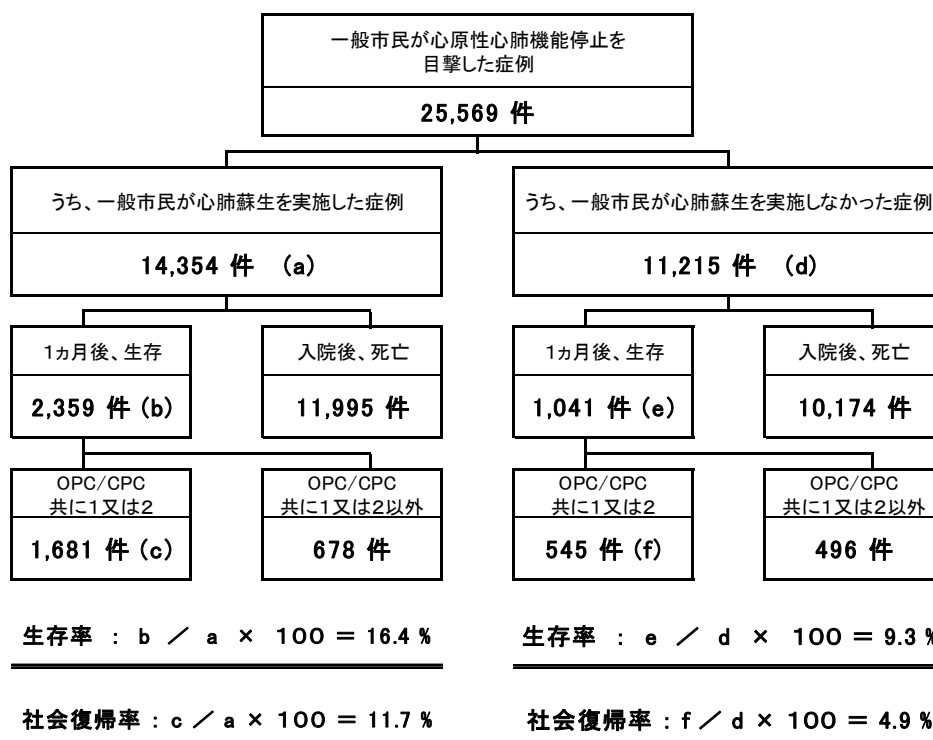 一般市民が心原性心肺機能停止を
目撃した症例
25,569 件
うち、一般市民が心肺蘇生を実施した症例
14,354 件 (a)
うち、一般市民が心肺蘇生を実施しなかった症例
11,215 件 (d)
1ヵ月後、生存
2,359 件 (b)
入院後、死亡
11,995 件
1ヵ月後、生存
1,041 件 (e)
入院後、死亡
10,174 件
OPC/CPC
共に1又は2
1,681 件 (c)
OPC/CPC
共に1又は2以外
678 件
OPC/CPC
共に1又は2
545 件 (f)
OPC/CPC
共に1又は2以外
496 件
生存率 : b / a × 100 = 16.4 %
生存率 : e / d × 100 = 9.3 %
社会復帰率 : c / a × 100 = 11.7 %
社会復帰率 : f / d × 100 = 4.9 %